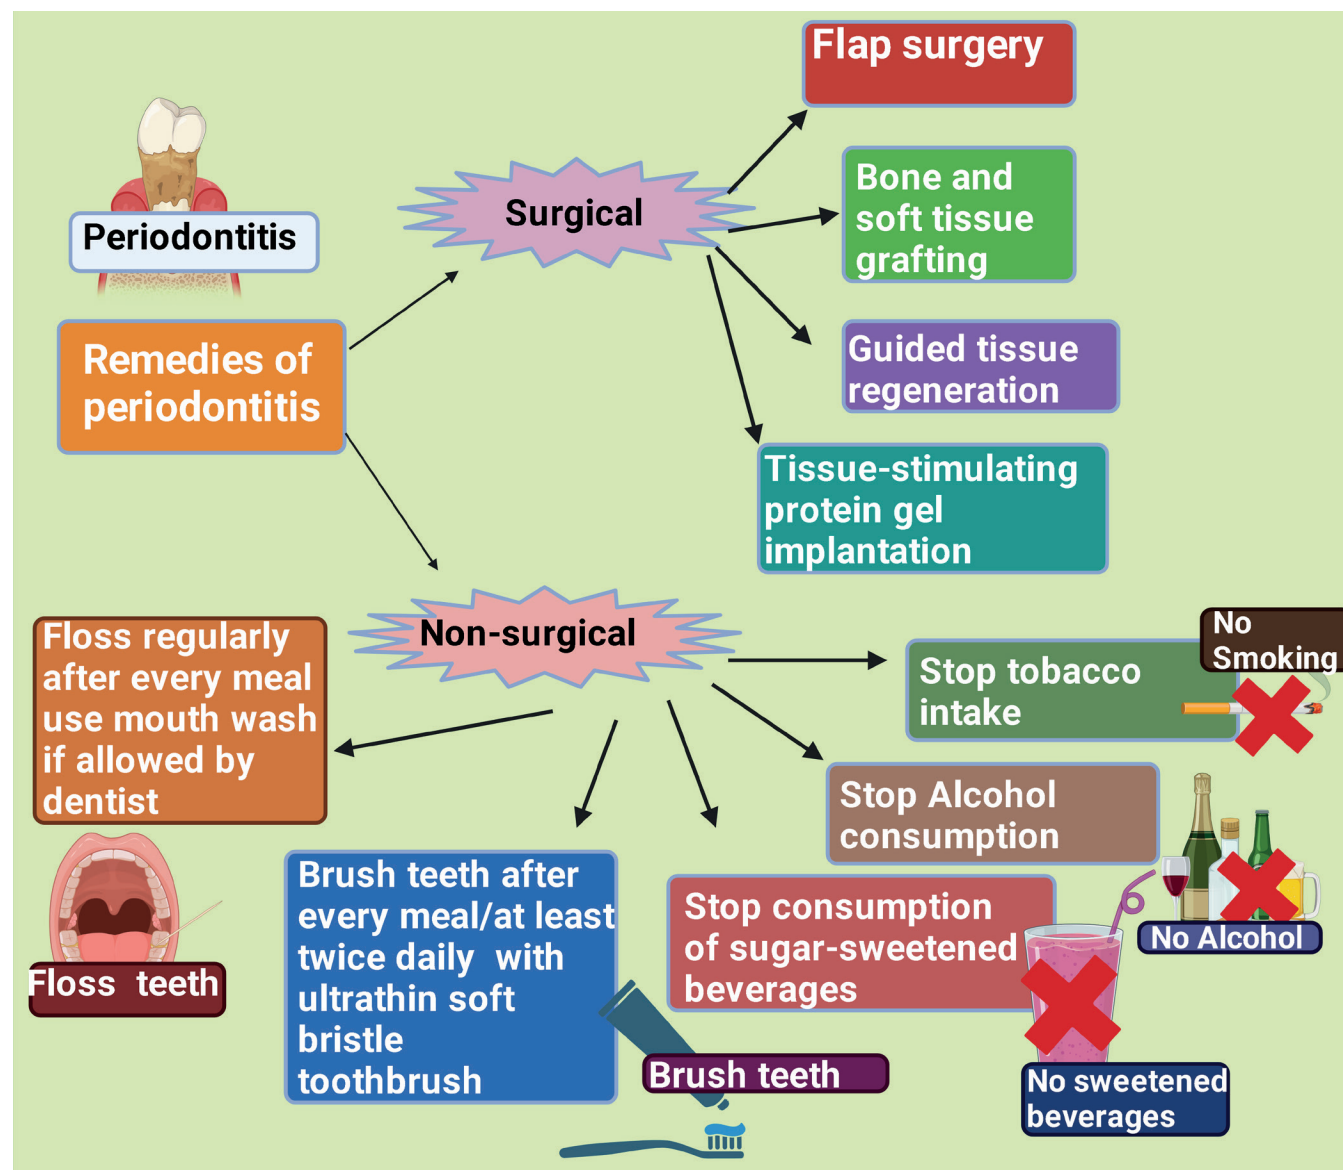 Flap surgery
Periodontitis
Surgical
Bone and
soft tissue
grafting
Remedies of
periodontitis
Guided tissue
regeneration
Tissue-stimulating
protein gel
implantation
Non-surgical
Floss regularly
after every meal
use mouth wash
if allowed by
dentist
Floss teeth
Brush teeth after
every meal/at least
twice daily with
ultrathin soft
bristle
toothbrush
Brush teeth
Stop consumption
of sugar-sweetened
beverages
No sweetened
beverages
Stop Alcohol
consumption
No Alcohol
Stop tobacco
intake
No
Smoking